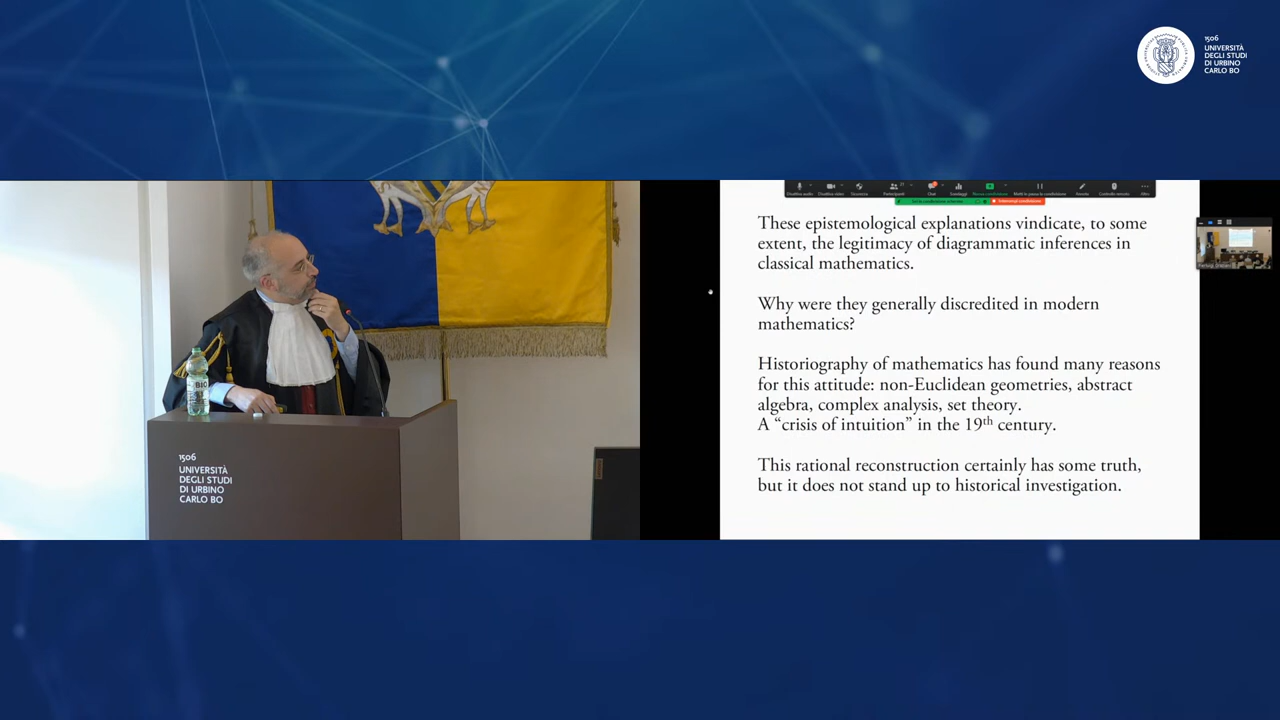 1506
UNIVERSITÀ
DEGLI STUDI
DI URBINO
CARLO BO
These epistemological explanations vindicate, to some
extent, the legitimacy of diagrammatic inferences in
classical mathematics.
Why were they generally discredited in modern
mathematics?
Historiography of mathematics has found many reasons
for this attitude: non-Euclidean geometries, abstract
algebra, complex analysis, set theory.
A “crisis of intuition” in the 19th century.
This rational reconstruction certainly has some truth,
but it does not stand up to historical investigation.
BIO
1506
UNIVERSITÀ
DEGLI STUDI
DI URBINO
CARLO BO